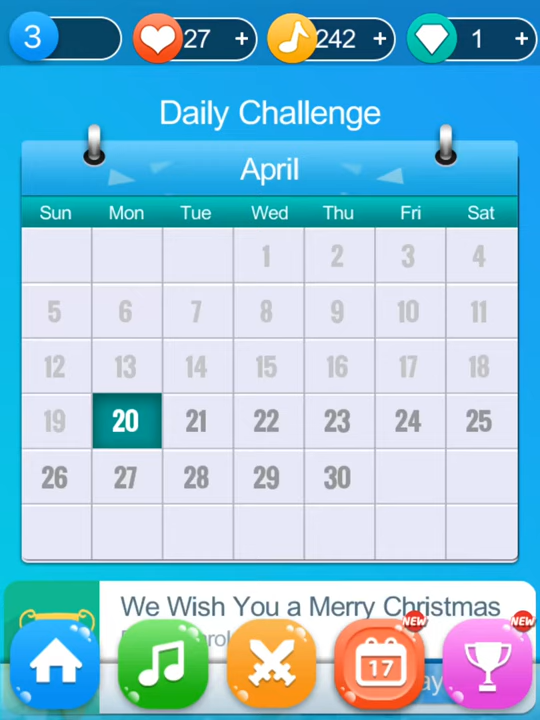 3 27 + 242 + 1 +
Daily Challenge
April
Sun Mon Tue Wed Thu Fri Sat
1 2 3 4
5 6 7 8 9 10 11
12 13 14 15 16 17 18
19 20 21 22 23 24 25
26 27 28 29 30
We Wish You a Merry Christmas
NEW NEW
17